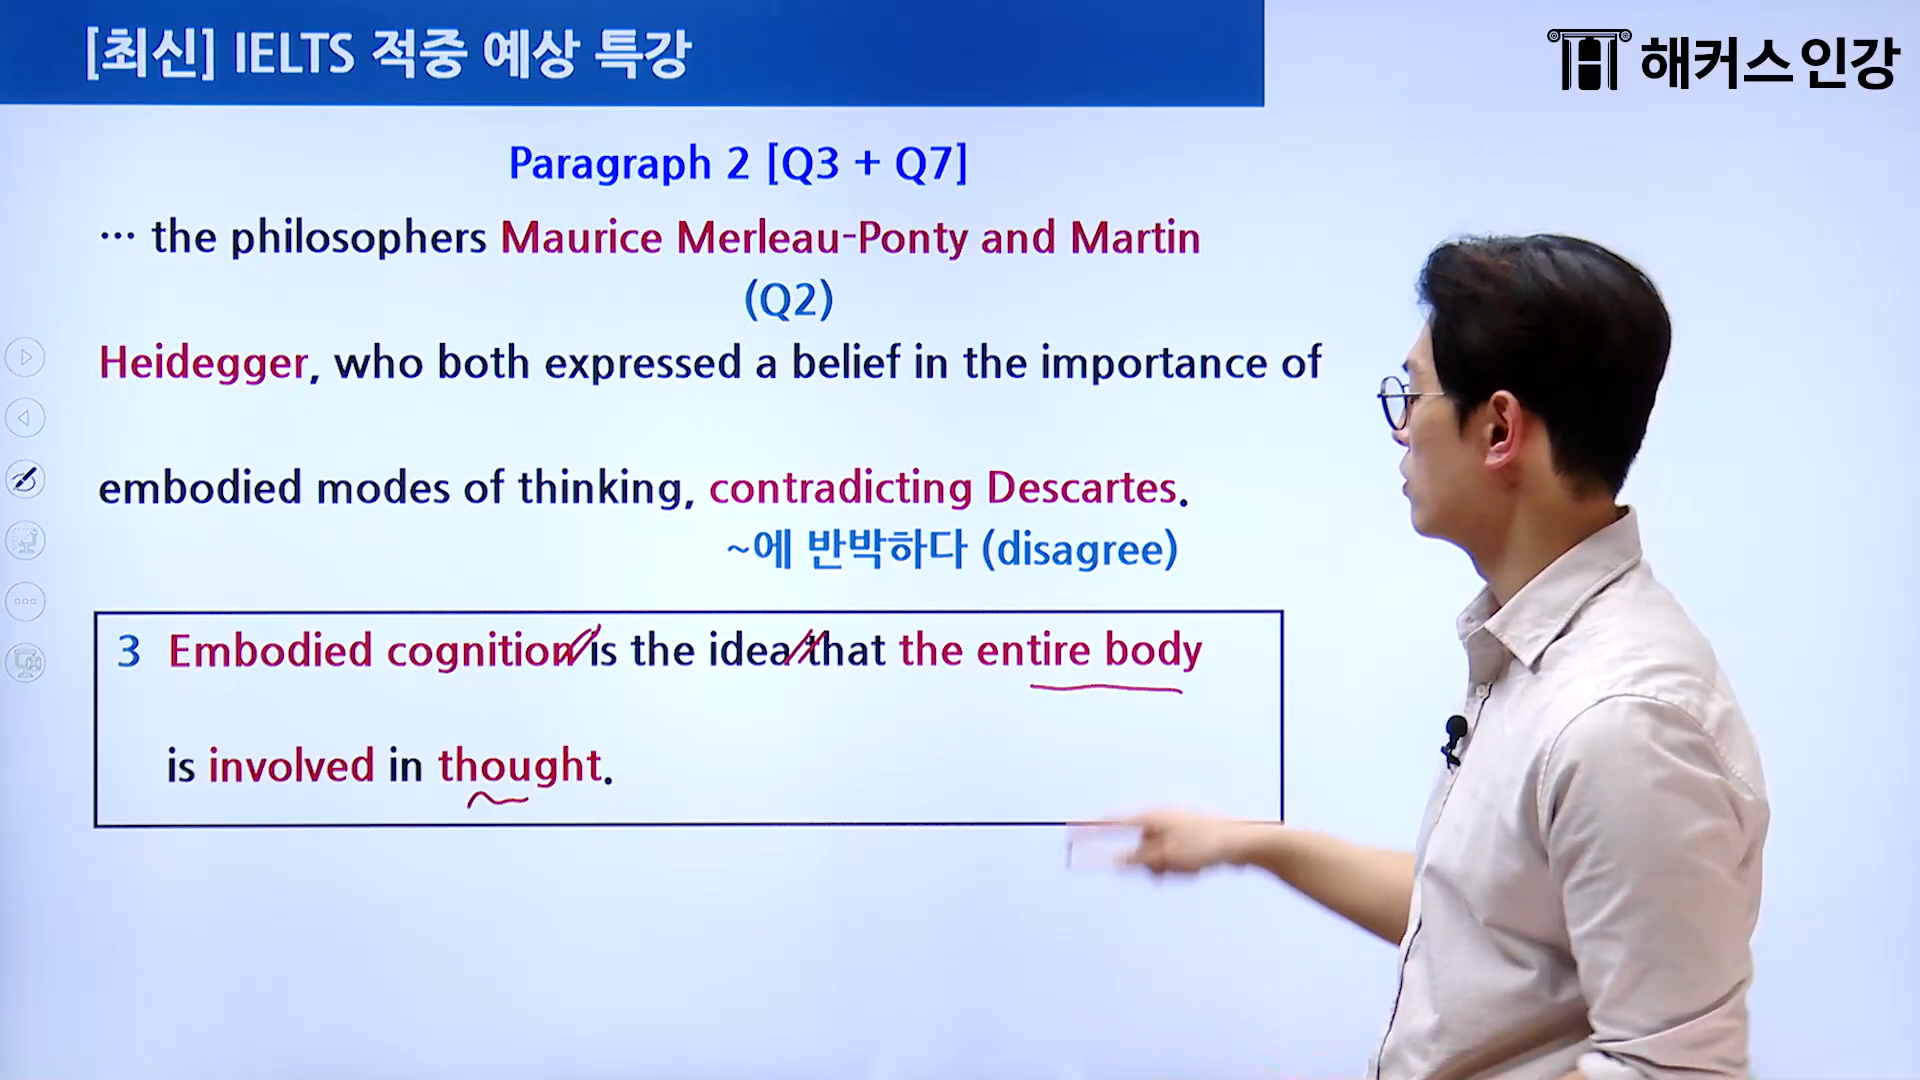 [최신] IELTS 적중 예상 특강
해커스인강
Paragraph 2 [Q3 + Q7]
… the philosophers Maurice Merleau-Ponty and Martin
(Q2)
Heidegger, who both expressed a belief in the importance of
embodied modes of thinking, contradicting Descartes.
~에 반박하다 (disagree)
3 Embodied cognition is the idea that the entire body
is involved in thought.